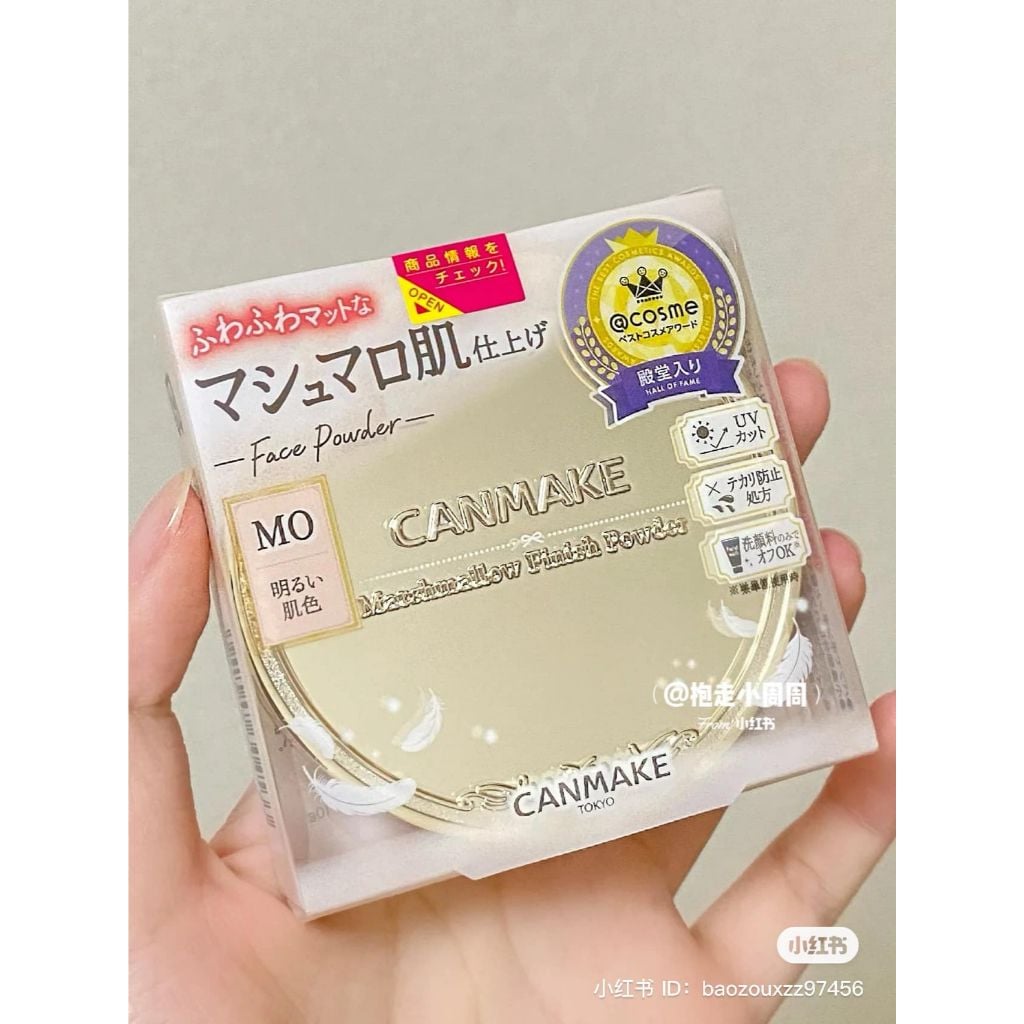 商品情報を
チェック!
OPEN
ふわふわマットな
マシュマロ肌仕上げ
Face Powder
MO
明るい
肌色
CANMAKE
Marshmallow Finish Powder
THE BEST COSMETICS AWARDS
@cosme
ベストコスメアワード
殿堂入り
HALL OF FAME
UV
カット
テカリ防止
処方
洗顔料のみで
オフOK※
CANMAKE
TOKYO
(@抱走小周周)
From 小红书
小红书
小红书 ID: baozouxzz97456